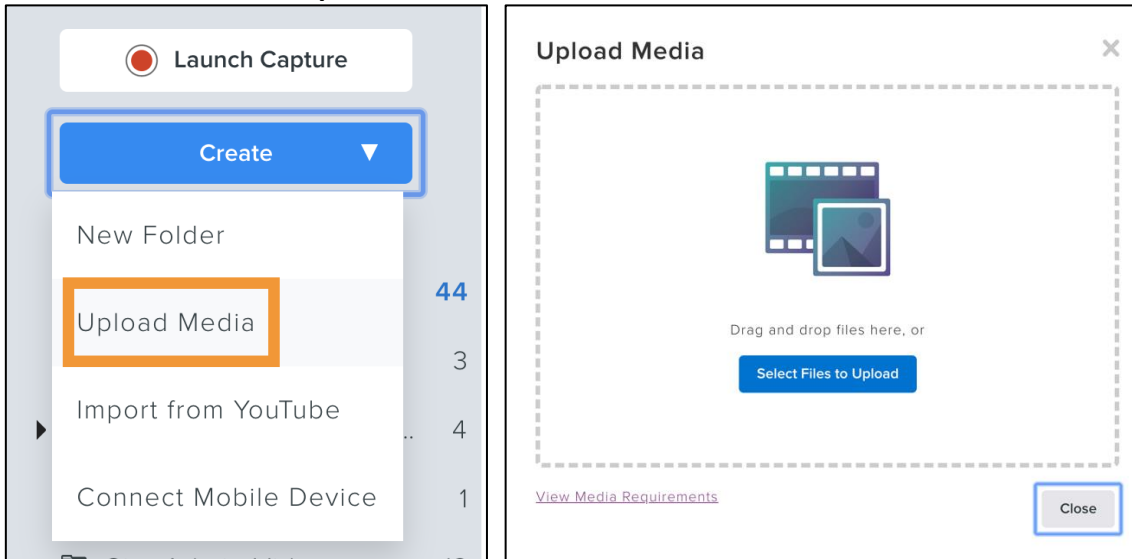 Launch Capture
Create
New Folder
44
Upload Media
3
Import from YouTube
.. 4
Connect Mobile Device 1
Upload Media
Drag and drop files here, or
Select Files to Upload
View Media Requirements
Close